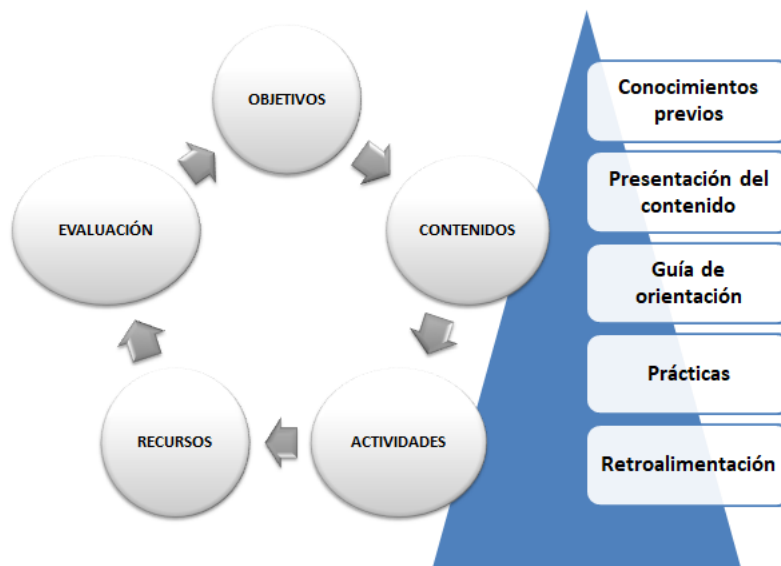 OBJETIVOS
CONTENIDOS
ACTIVIDADES
RECURSOS
EVALUACIÓN
Conocimientos
previos
Presentación del
contenido
Guía de
orientación
Prácticas
Retroalimentación